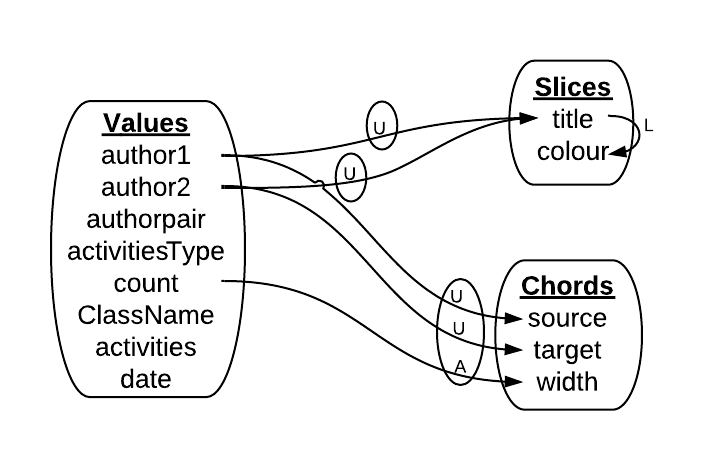 Values
author1
author2
authorpair
activitiesType
count
ClassName
activities
date
U
U
Slices
title
colour
L
U
U
A
Chords
source
target
width